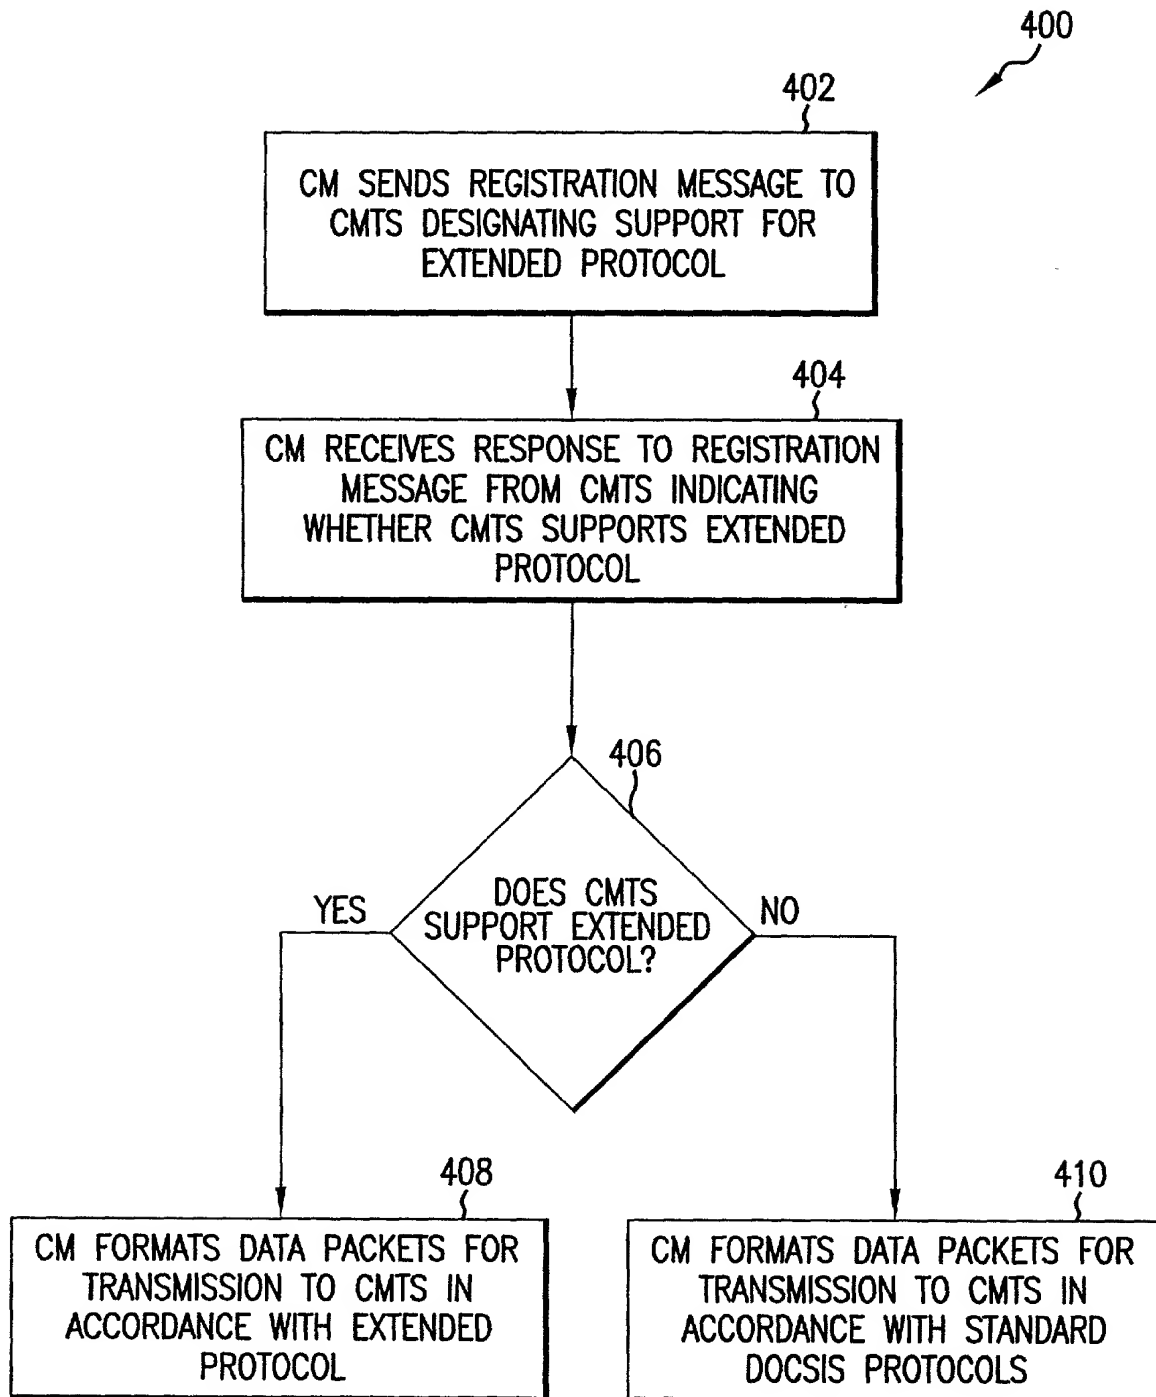 400
402
CM SENDS REGISTRATION MESSAGE TO
CMTS DESIGNATING SUPPORT FOR
EXTENDED PROTOCOL
404
CM RECEIVES RESPONSE TO REGISTRATION
MESSAGE FROM CMTS INDICATING
WHETHER CMTS SUPPORTS EXTENDED
PROTOCOL
406
DOES CMTS
SUPPORT EXTENDED
PROTOCOL?
YES
NO
408
CM FORMATS DATA PACKETS FOR
TRANSMISSION TO CMTS IN
ACCORDANCE WITH EXTENDED
PROTOCOL
410
CM FORMATS DATA PACKETS FOR
TRANSMISSION TO CMTS IN
ACCORDANCE WITH STANDARD
DOCSIS PROTOCOLS